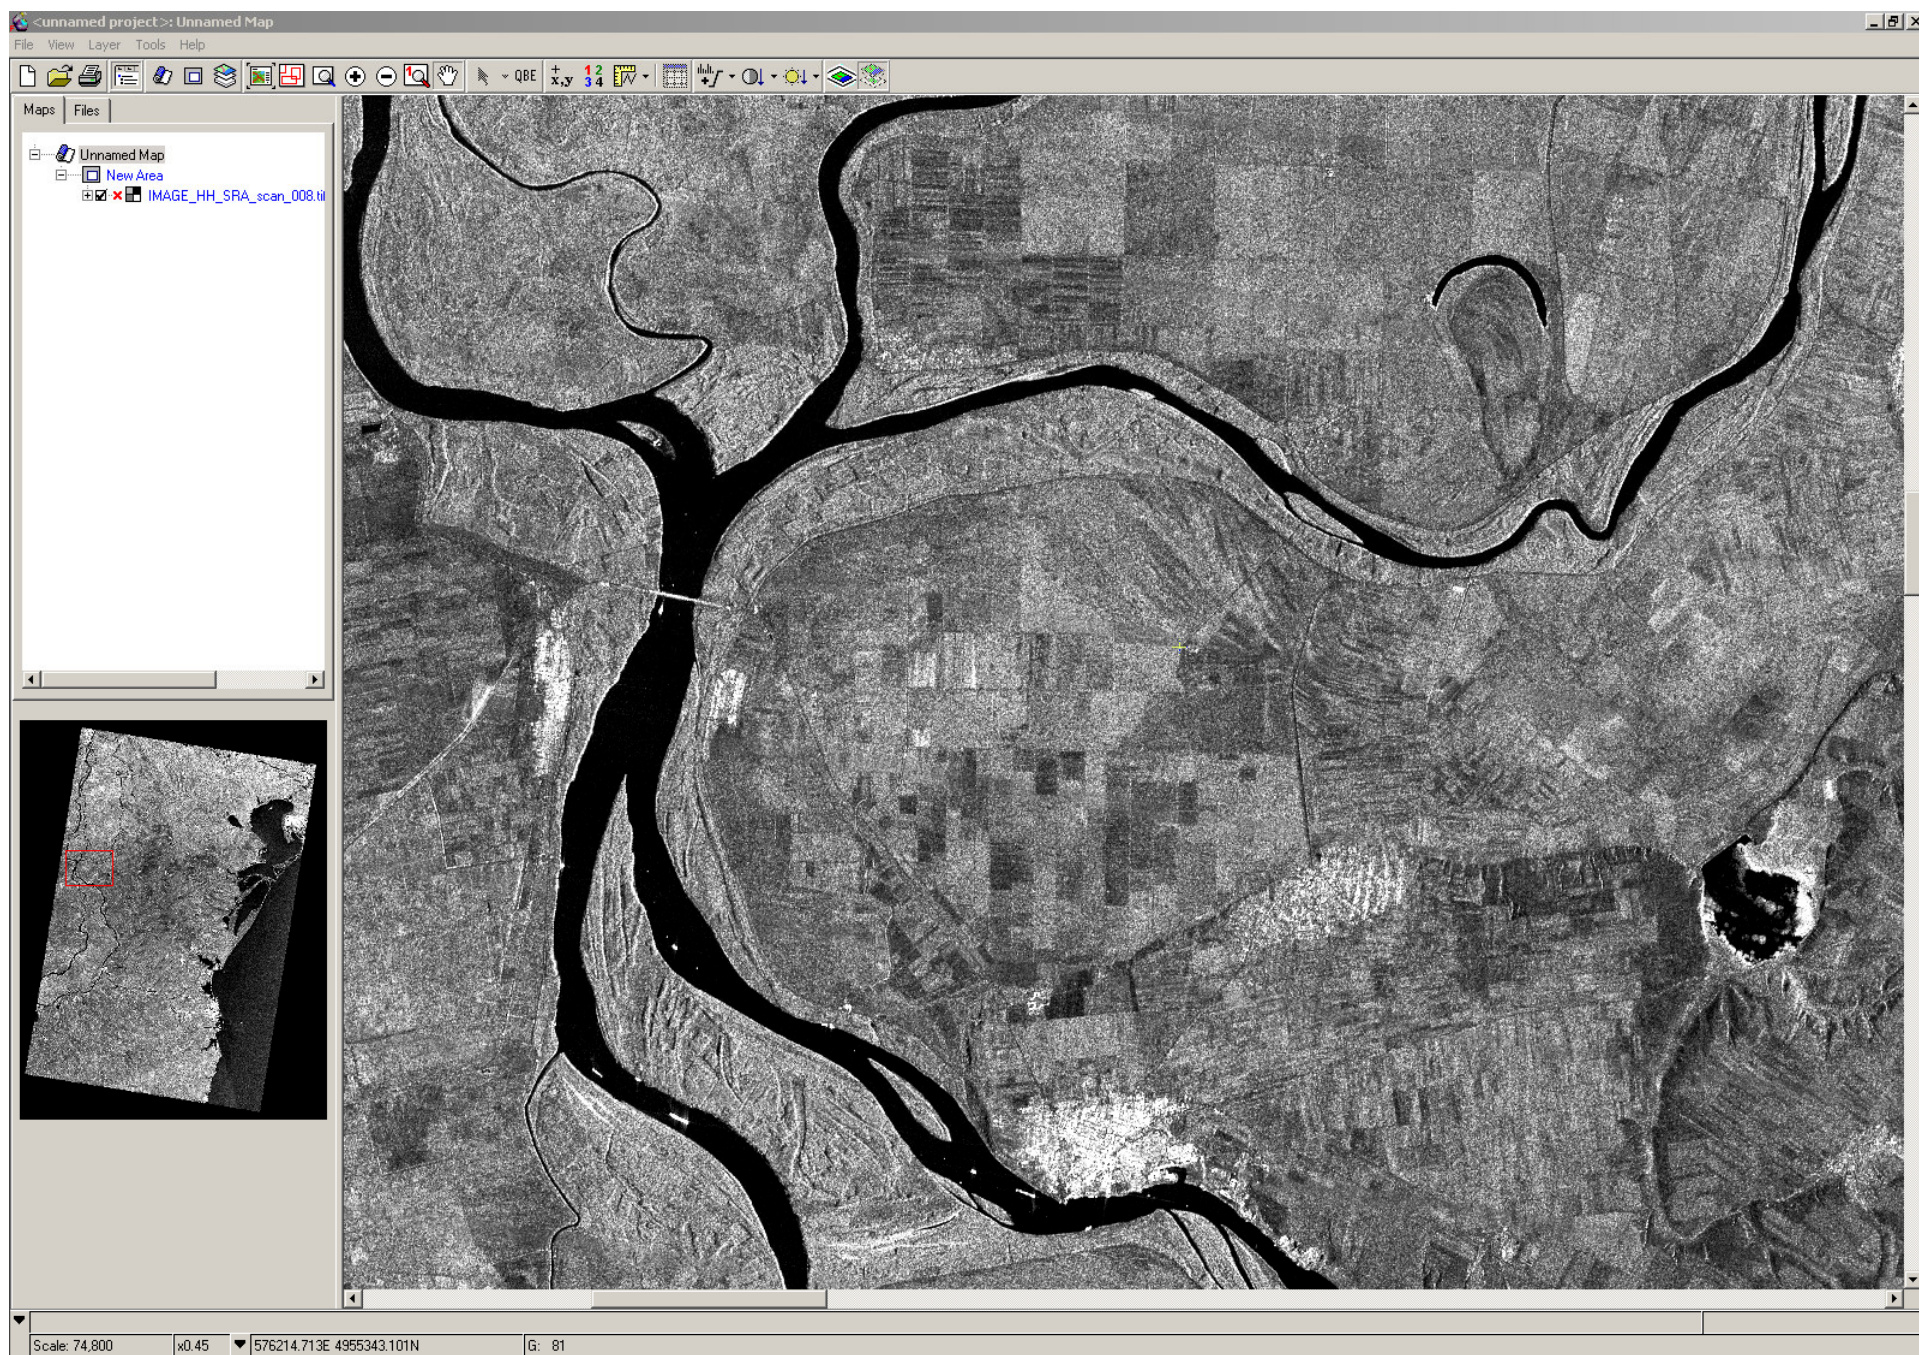 <unnamed project>: Unnamed Map
File View Layer Tools Help
QBE x,y 1 2 3 4
Maps Files
Unnamed Map
New Area
IMAGE_HH_SRA_scan_008.tif
Scale: 74,800 x0.45 576214.713E 4955343.101N G: 81